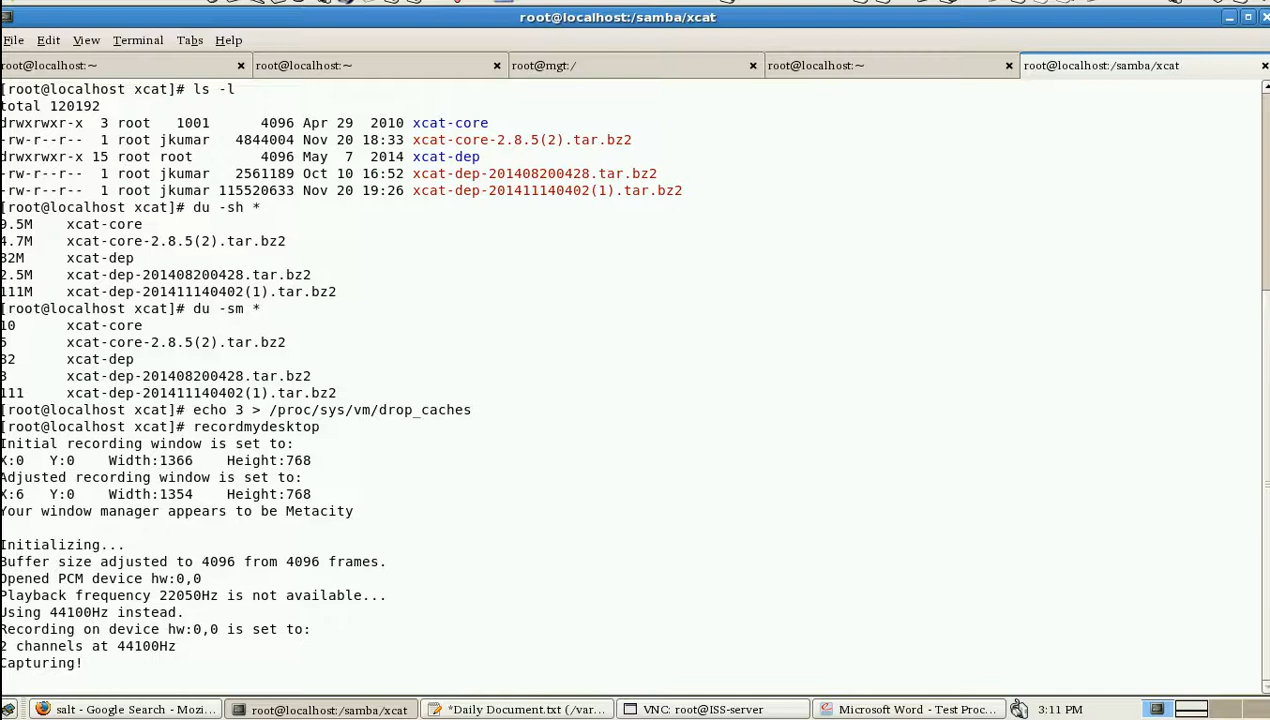 root@localhost:/samba/xcat
File Edit View Terminal Tabs Help
root@localhost:~ root@localhost:~ root@mgt:/ root@localhost:~ root@localhost:/samba/xcat
[root@localhost xcat]# ls -l
total 120192
drwxrwxr-x 3 root 1001 4096 Apr 29 2010 xcat-core
-rw-r--r-- 1 root jkumar 4844004 Nov 20 18:33 xcat-core-2.8.5(2).tar.bz2
drwxrwxr-x 15 root root 4096 May 7 2014 xcat-dep
-rw-r--r-- 1 root jkumar 2561189 Oct 10 16:52 xcat-dep-201408200428.tar.bz2
-rw-r--r-- 1 root jkumar 115520633 Nov 20 19:26 xcat-dep-201411140402(1).tar.bz2
[root@localhost xcat]# du -sh *
9.5M xcat-core
4.7M xcat-core-2.8.5(2).tar.bz2
32M xcat-dep
2.5M xcat-dep-201408200428.tar.bz2
111M xcat-dep-201411140402(1).tar.bz2
[root@localhost xcat]# du -sm *
10 xcat-core
5 xcat-core-2.8.5(2).tar.bz2
32 xcat-dep
3 xcat-dep-201408200428.tar.bz2
111 xcat-dep-201411140402(1).tar.bz2
[root@localhost xcat]# echo 3 > /proc/sys/vm/drop_caches
[root@localhost xcat]# recordmydesktop
Initial recording window is set to:
X:0 Y:0 Width:1366 Height:768
Adjusted recording window is set to:
X:6 Y:0 Width:1354 Height:768
Your window manager appears to be Metacity
Initializing...
Buffer size adjusted to 4096 from 4096 frames.
Opened PCM device hw:0,0
Playback frequency 22050Hz is not available...
Using 44100Hz instead.
Recording on device hw:0,0 is set to:
2 channels at 44100Hz
Capturing!
salt - Google Search - Mozi... root@localhost:/samba/xcat *Daily Document.txt (/var... VNC: root@ISS-server Microsoft Word - Test Proc... 3:11 PM